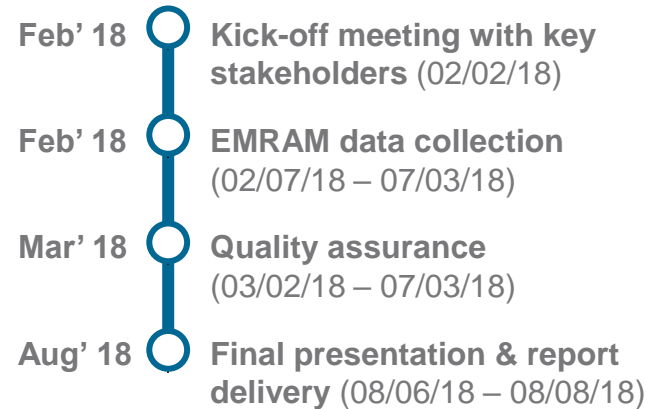 Feb’ 18 Kick-off meeting with key
stakeholders (02/02/18)
Feb’ 18 EMRAM data collection
(02/07/18 – 07/03/18)
Mar’ 18 Quality assurance
(03/02/18 – 07/03/18)
Aug’ 18 Final presentation & report
delivery (08/06/18 – 08/08/18)